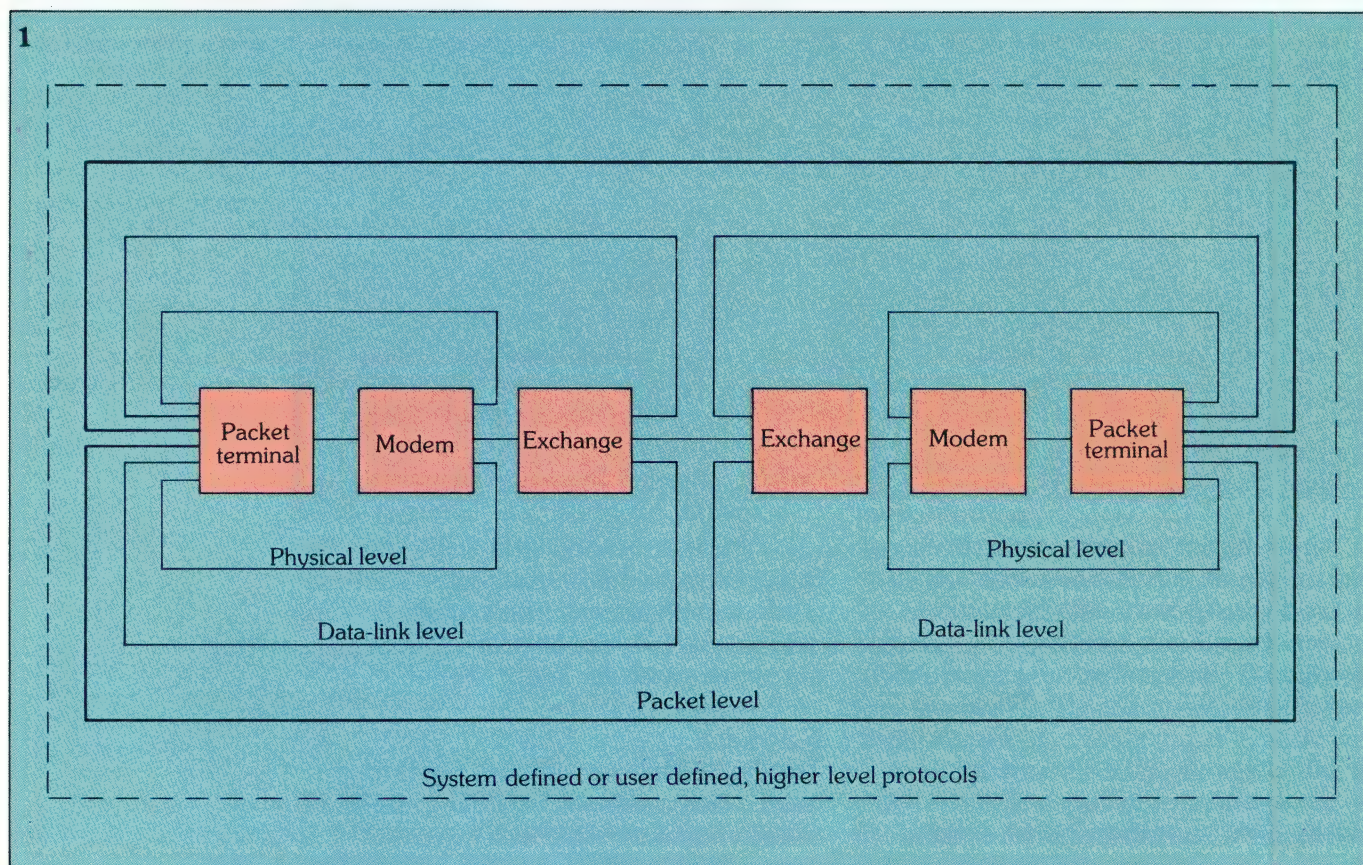 1
Packet
terminal
Modem
Exchange
Exchange
Modem
Packet
terminal
Physical level
Physical level
Data-link level
Data-link level
Packet level
System defined or user defined, higher level protocols